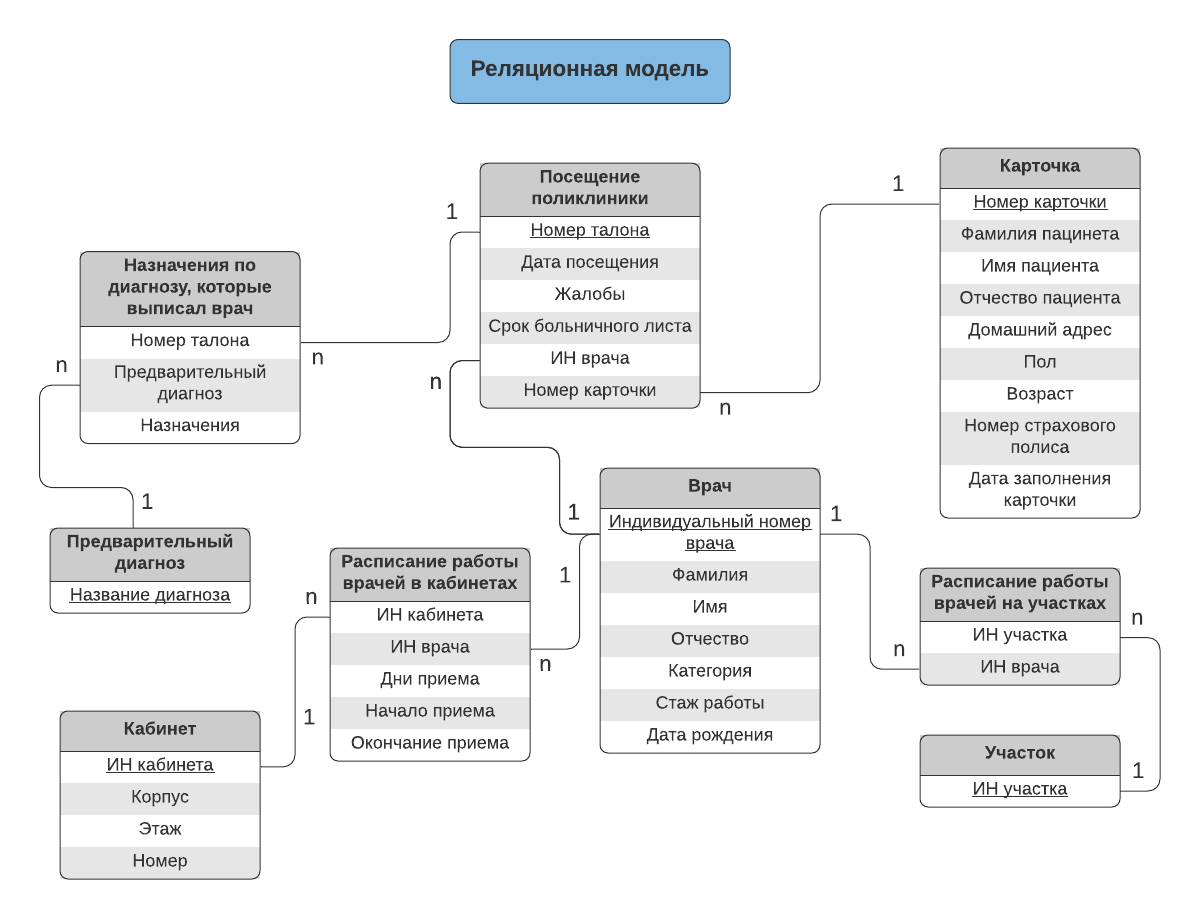 Реляционная модель
Посещение
поликлиники
Номер талона
Дата посещения
Жалобы
Срок больничного листа
ИН врача
Номер карточки
Карточка
Номер карточки
Фамилия пацинета
Имя пациента
Отчество пациента
Домашний адрес
Пол
Возраст
Номер страхового
полиса
Дата заполнения
карточки
1
n
1
n
Назначения по
диагнозу, которые
выписал врач
Номер талона
Предварительный
диагноз
Назначения
n
1
Предварительный
диагноз
Название диагноза
n
1
Врач
Индивидуальный номер
врача
Фамилия
Имя
Отчество
Категория
Стаж работы
Дата рождения
Расписание работы
врачей в кабинетах
ИН кабинета
ИН врача
Дни приема
Начало приема
Окончание приема
1
n
n
1
Кабинет
ИН кабинета
Корпус
Этаж
Номер
1
n
Расписание работы
врачей на участках
ИН участка
ИН врача
n
1
Участок
ИН участка